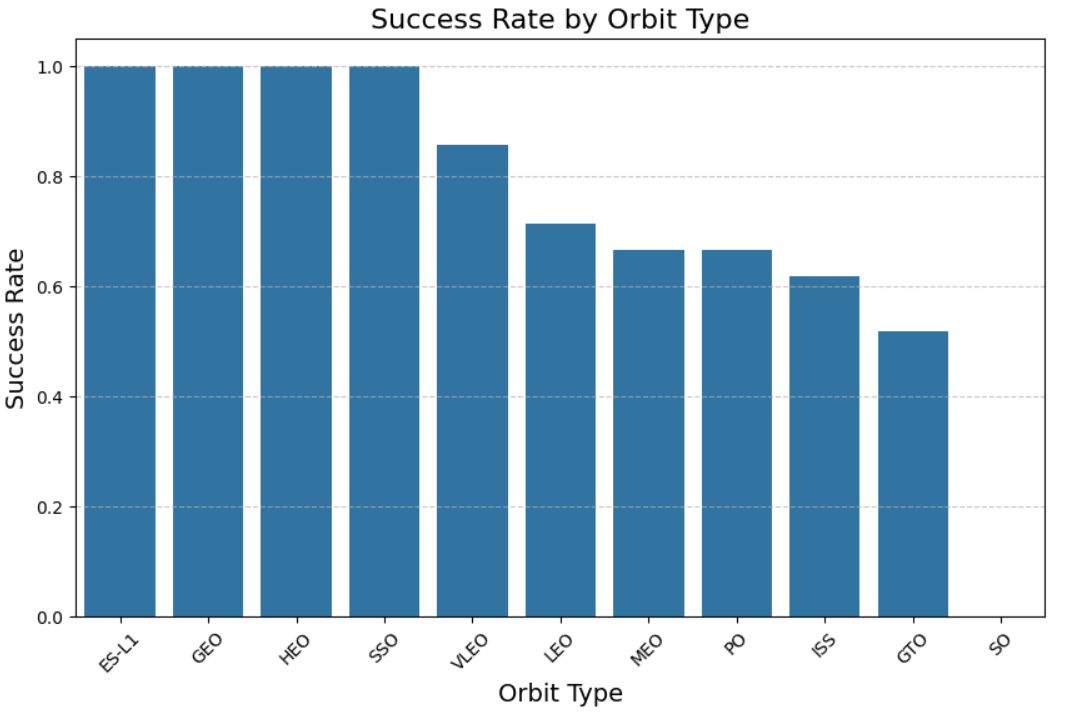 Success Rate by Orbit Type
Success Rate
1.0
0.8
0.6
0.4
0.2
0.0
ES-L1
GEO
HEO
SSO
VLEO
LEO
MEO
PO
ISS
GTO
SO
Orbit Type